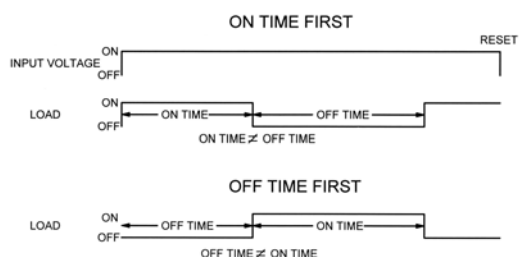 ON TIME FIRST
RESET
ON
INPUT VOLTAGE
OFF
ON
LOAD ON TIME OFF TIME
OFF
ON TIME ≠ OFF TIME
OFF TIME FIRST
ON
LOAD OFF TIME ON TIME
OFF
OFF TIME ≠ ON TIME